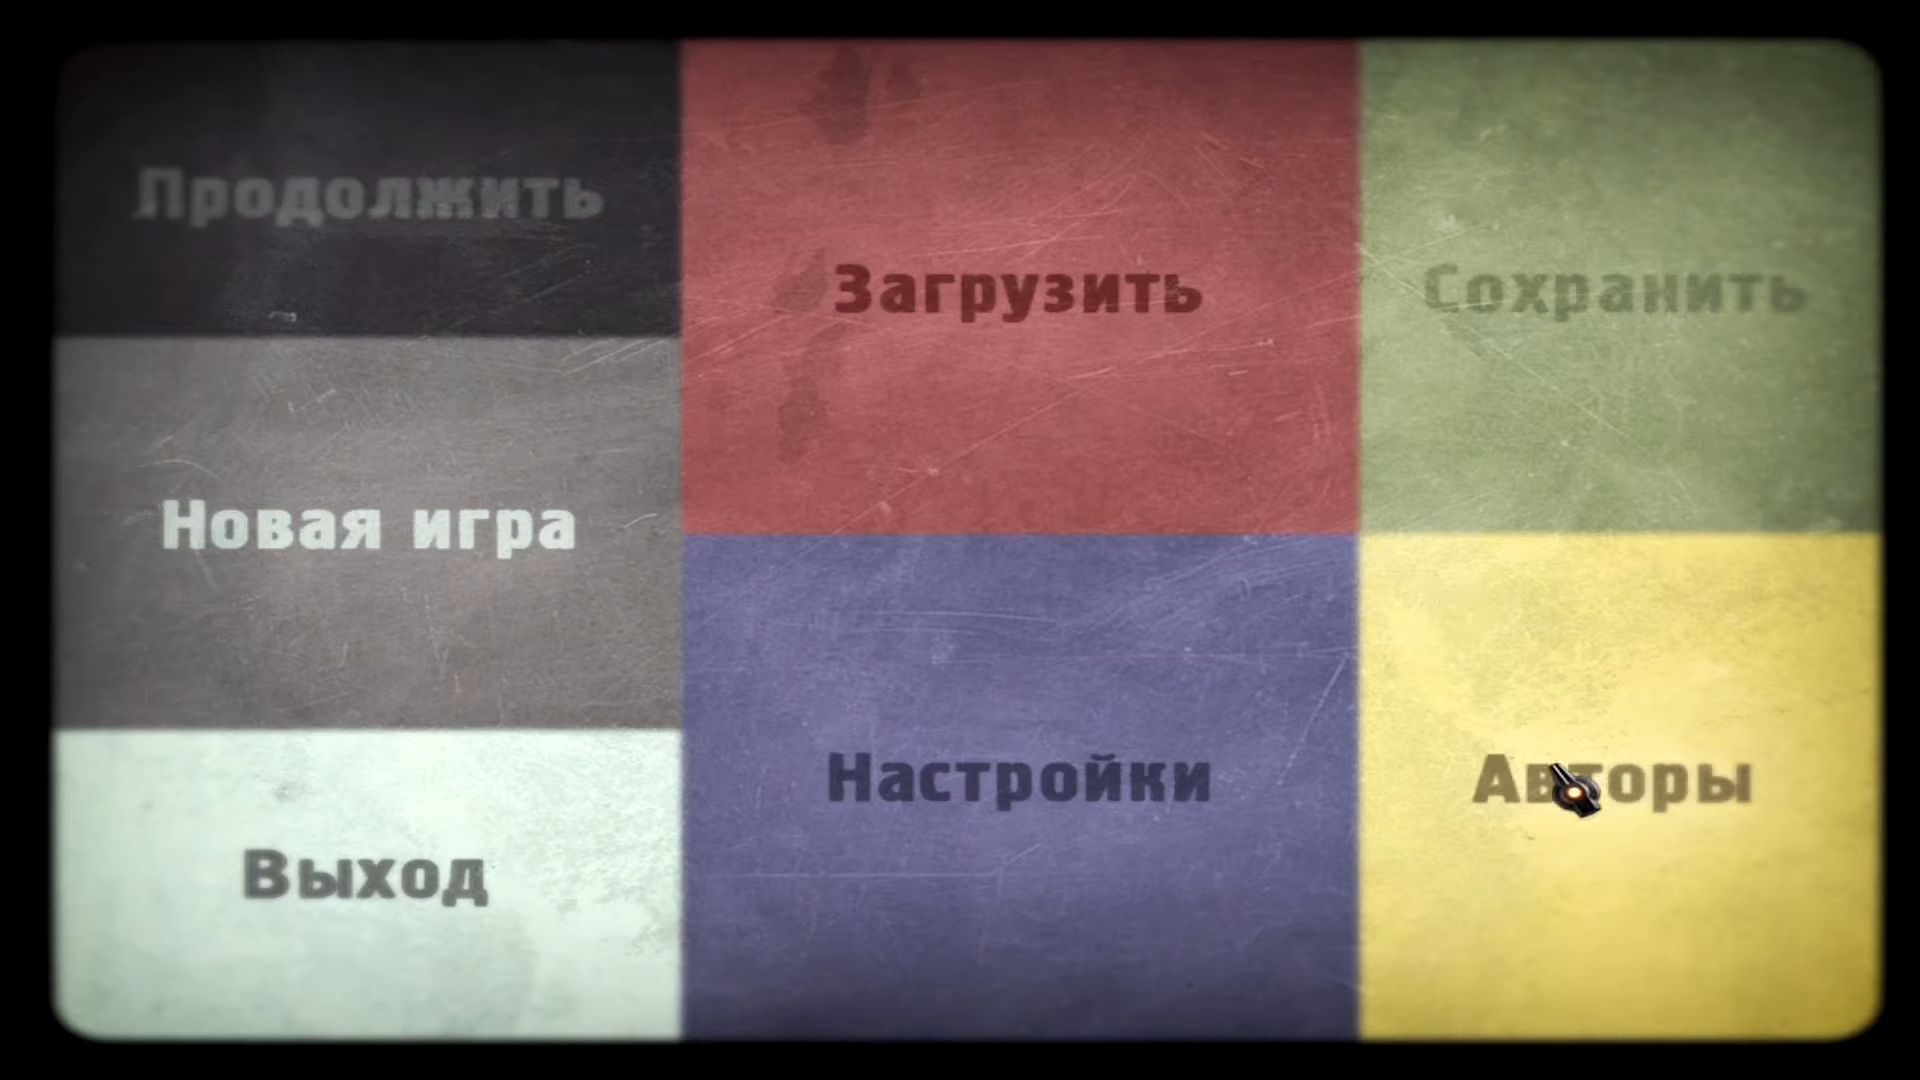 Продолжить
Новая игра
Выход
Загрузить
Настройки
Сохранить
Авторы